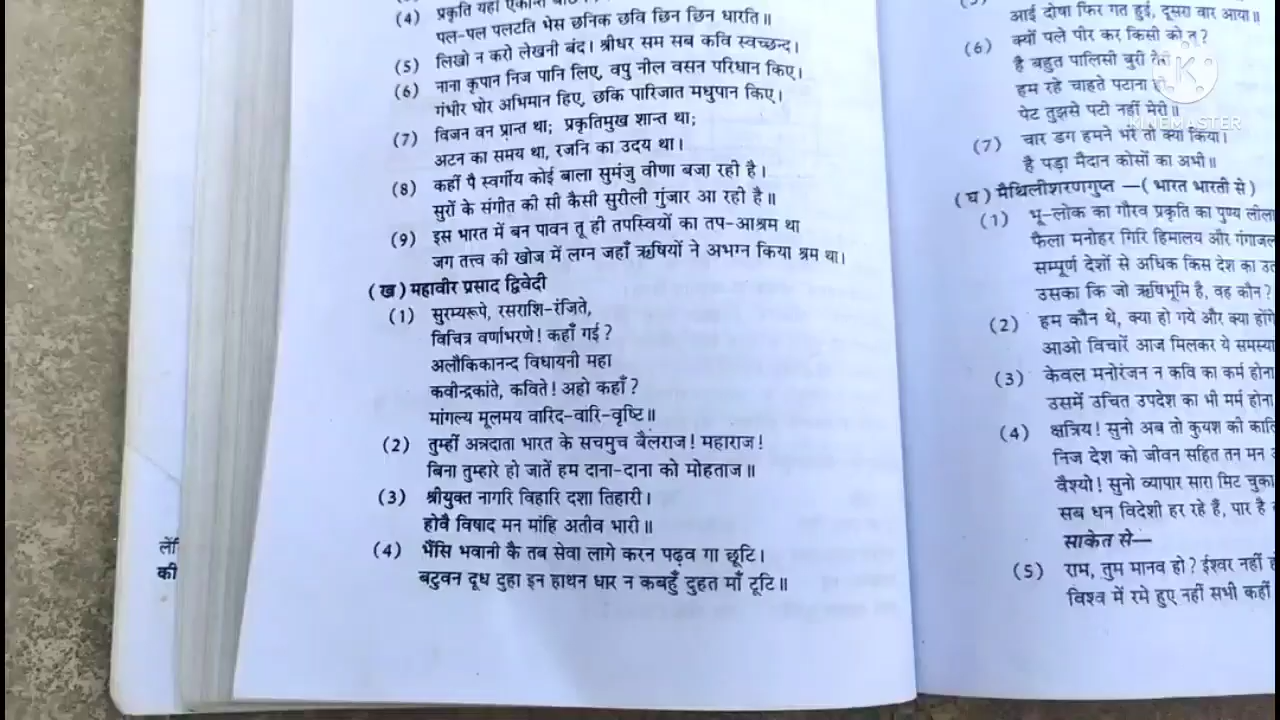 (4) प्रकृति यहाँ एकान्त
पल-पल पलटति भेस छनिक छवि छिन छिन धारति॥
(5) लिखो न करो लेखनी बंद। श्रीधर सम सब कवि स्वच्छन्द।
(6) नाना कृपान निज पानि लिए, वपु नील वसन परिधान किए।
गंभीर घोर अभिमान हिए, छकि पारिजात मधुपान किए।
(7) विजन वन प्रान्त था; प्रकृतिमुख शान्त था;
अटन का समय था, रजनि का उदय था।
(8) कहीं पै स्वर्गीय कोई बाला सुमंजु वीणा बजा रही है।
सुरों के संगीत की सी कैसी सुरीली गुंजार आ रही है॥
(9) इस भारत में बन पावन तू ही तपस्वियों का तप-आश्रम था
जग तत्त्व की खोज में लग्न जहाँ ऋषियों ने अभग्न किया श्रम था।
(ख) महावीर प्रसाद द्विवेदी
(1) सुरम्यरूपे, रसराशि-रंजिते,
विचित्र वर्णाभरणे! कहाँ गई?
अलौकिकानन्द विधायनी महा
कवीन्द्रकांते, कविते! अहो कहाँ?
मांगल्य मूलमय वारिद-वारि-वृष्टि॥
(2) तुम्हीं अन्नदाता भारत के सचमुच बैलराज! महाराज!
बिना तुम्हारे हो जातें हम दाना-दाना को मोहताज॥
(3) श्रीयुक्त नागरि विहारि दशा तिहारी।
होवै विषाद मन मांहि अतीव भारी॥
(4) भैंसि भवानी कै तब सेवा लागे करन पढ़व गा छूटि।
बटुवन दूध दुहा इन हाथन धार न कबहुँ दुहत माँ टूटि॥
लें
की
आई दोषा फिर गत हुई, दूसरा वार आया॥
(6) क्यों पले पीर कर किसी को तू?
है बहुत पालिसी बुरी तेरी
हम रहे चाहते पटाना ही
पेट तुझसे पटी नहीं मेरी॥
(7) चार डग हमने भरे तो क्या किया।
है पड़ा मैदान कोसों का अभी॥
(घ) मैथिलीशरणगुप्त —(भारत भारती से)
(1) भू-लोक का गौरव प्रकृति का पुण्य लीला
फैला मनोहर गिरि हिमालय और गंगाजल
सम्पूर्ण देशों से अधिक किस देश का
उसका कि जो ऋषिभूमि है, वह कौन?
(2) हम कौन थे, क्या हो गये और क्या होंगे
आओ विचारें आज मिलकर ये समस्या
(3) केवल मनोरंजन न कवि का कर्म होना
उसमें उचित उपदेश का भी मर्म होना
(4) क्षत्रिय! सुनो अब तो कुयश की
निज देश को जीवन सहित तन मन
वैश्यो! सुनो व्यापार सारा मिट चुका
सब धन विदेशी हर रहे हैं, पार है
साकेत से—
(5) राम, तुम मानव हो? ईश्वर नहीं
विश्व में रमे हुए नहीं सभी कहीं
KINEMASTER